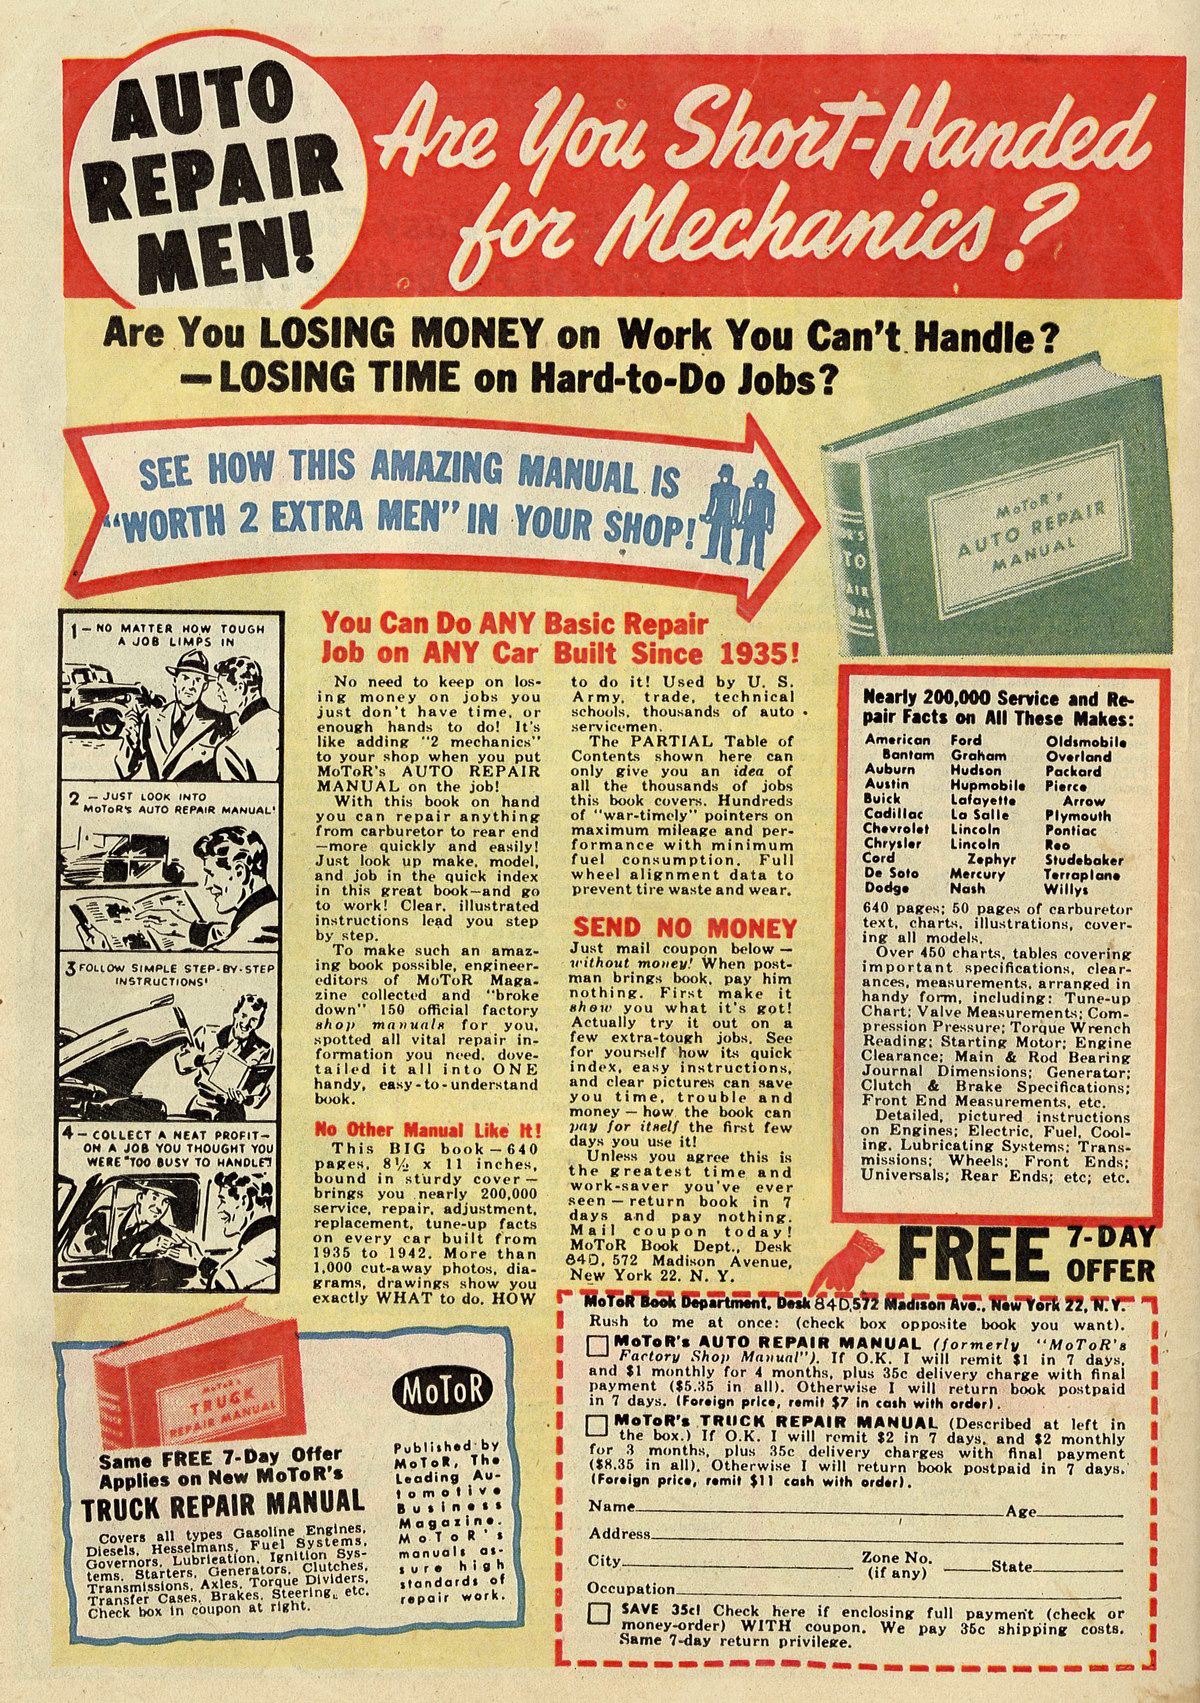 AUTO
REPAIR
MEN!
Are You Short-Handed
for Mechanics?
Are You LOSING MONEY on Work You Can't Handle?
—LOSING TIME on Hard-to-Do Jobs?
SEE HOW THIS AMAZING MANUAL IS
"WORTH 2 EXTRA MEN" IN YOUR SHOP!
MoToR's
AUTO REPAIR
MANUAL
R'S
TO
AIR
UAL
1 - NO MATTER HOW TOUGH
A JOB LIMPS IN
2 - JUST LOOK INTO
MoToR's AUTO REPAIR MANUAL!
3 FOLLOW SIMPLE STEP-BY-STEP
INSTRUCTIONS!
4 - COLLECT A NEAT PROFIT-
ON A JOB YOU THOUGHT YOU
WERE "TOO BUSY TO HANDLE"!
You Can Do ANY Basic Repair
Job on ANY Car Built Since 1935!
No need to keep on los-
ing money on jobs you
just don't have time, or
enough hands to do! It's
like adding "2 mechanics"
to your shop when you put
MoToR's AUTO REPAIR
MANUAL on the job!
With this book on hand
you can repair anything
from carburetor to rear end
—more quickly and easily!
Just look up make, model,
and job in the quick index
in this great book—and go
to work! Clear, illustrated
instructions lead you step
by step.
To make such an amaz-
ing book possible, engineer-
editors of MoToR Maga-
zine collected and "broke
down" 150 official factory
shop manuals for you,
spotted all vital repair in-
formation you need, dove-
tailed it all into ONE
handy, easy-to-understand
book.
No Other Manual Like It!
This BIG book—640
pages, 8½ x 11 inches,
bound in sturdy cover—
brings you nearly 200,000
service, repair, adjustment,
replacement, tune-up facts
on every car built from
1935 to 1942. More than
1,000 cut-away photos, dia-
grams, drawings show you
exactly WHAT to do, HOW
to do it! Used by U. S.
Army, trade, technical
schools, thousands of auto
servicemen.
The PARTIAL Table of
Contents shown here can
only give you an idea of
all the thousands of jobs
this book covers. Hundreds
of "war-timely" pointers on
maximum mileage and per-
formance with minimum
fuel consumption. Full
wheel alignment data to
prevent tire waste and wear.
SEND NO MONEY
Just mail coupon below—
without money! When post-
man brings book, pay him
nothing. First make it
show you what it's got!
Actually try it out on a
few extra-tough jobs. See
for yourself how its quick
index, easy instructions,
and clear pictures can save
you time, trouble and
money—how the book can
pay for itself the first few
days you use it!
Unless you agree this is
the greatest time and
work-saver you've ever
seen—return book in 7
days and pay nothing.
Mail coupon today!
MoToR Book Dept., Desk
84D, 572 Madison Avenue,
New York 22, N. Y.
Nearly 200,000 Service and Re-
pair Facts on All These Makes:
American Ford Oldsmobile
Bantam Graham Overland
Auburn Hudson Packard
Austin Hupmobile Pierce
Buick Lafayette Arrow
Cadillac La Salle Plymouth
Chevrolet Lincoln Pontiac
Chrysler Lincoln Reo
Cord Zephyr Studebaker
De Soto Mercury Terraplane
Dodge Nash Willys
640 pages; 50 pages of carburetor
text, charts, illustrations, cover-
ing all models.
Over 450 charts, tables covering
important specifications, clear-
ances, measurements, arranged in
handy form, including: Tune-up
Chart; Valve Measurements; Com-
pression Pressure; Torque Wrench
Reading; Starting Motor; Engine
Clearance; Main & Rod Bearing
Journal Dimensions; Generator;
Clutch & Brake Specifications;
Front End Measurements, etc.
Detailed, pictured instructions
on Engines; Electric, Fuel, Cool-
ing, Lubricating Systems; Trans-
missions; Wheels; Front Ends;
Universals; Rear Ends; etc; etc.
FREE 7-DAY
OFFER
MoToR's
TRUCK
REPAIR MANUAL
Same FREE 7-Day Offer
Applies on New MoToR's
TRUCK REPAIR MANUAL
Covers all types Gasoline Engines,
Diesels, Hesselmans, Fuel Systems,
Governors, Lubrication, Ignition Sys-
tems, Starters, Generators, Clutches,
Transmissions, Axles, Torque Dividers,
Transfer Cases, Brakes, Steering, etc.
Check box in coupon at right.
MoToR
Published by
MoToR, The
Leading Au-
tomotive
Business
Magazine.
MoToR's
manuals as-
sure high
standards of
repair work.
MoToR Book Department, Desk 84D, 572 Madison Ave., New York 22, N. Y.
Rush to me at once: (check box opposite book you want).
MoToR's AUTO REPAIR MANUAL (formerly "MoToR's
Factory Shop Manual"). If O.K. I will remit $1 in 7 days,
and $1 monthly for 4 months, plus 35c delivery charge with final
payment ($5.35 in all). Otherwise I will return book postpaid
in 7 days. (Foreign price, remit $7 in cash with order).
MoToR's TRUCK REPAIR MANUAL (Described at left in
the box.) If O.K. I will remit $2 in 7 days, and $2 monthly
for 3 months, plus 35c delivery charges with final payment
($8.35 in all). Otherwise I will return book postpaid in 7 days.
(Foreign price, remit $11 cash with order).
Name Age
Address
City Zone No. (if any) State
Occupation
SAVE 35c! Check here if enclosing full payment (check or
money-order) WITH coupon. We pay 35c shipping costs.
Same 7-day return privilege.